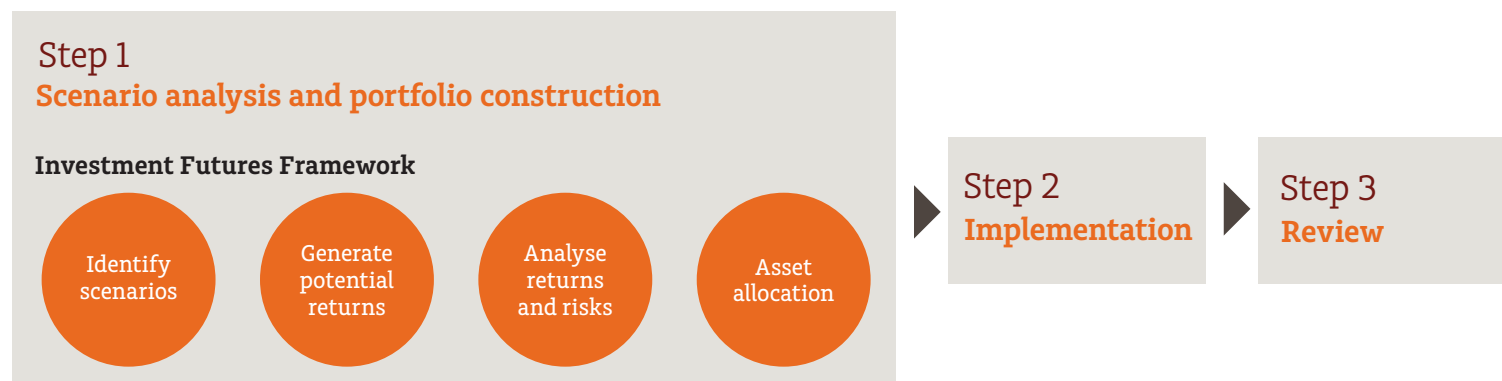 Step 1
Scenario analysis and portfolio construction
Investment Futures Framework
Identify
scenarios
Generate
potential
returns
Analyse
returns
and risks
Asset
allocation
Step 2
Implementation
Step 3
Review